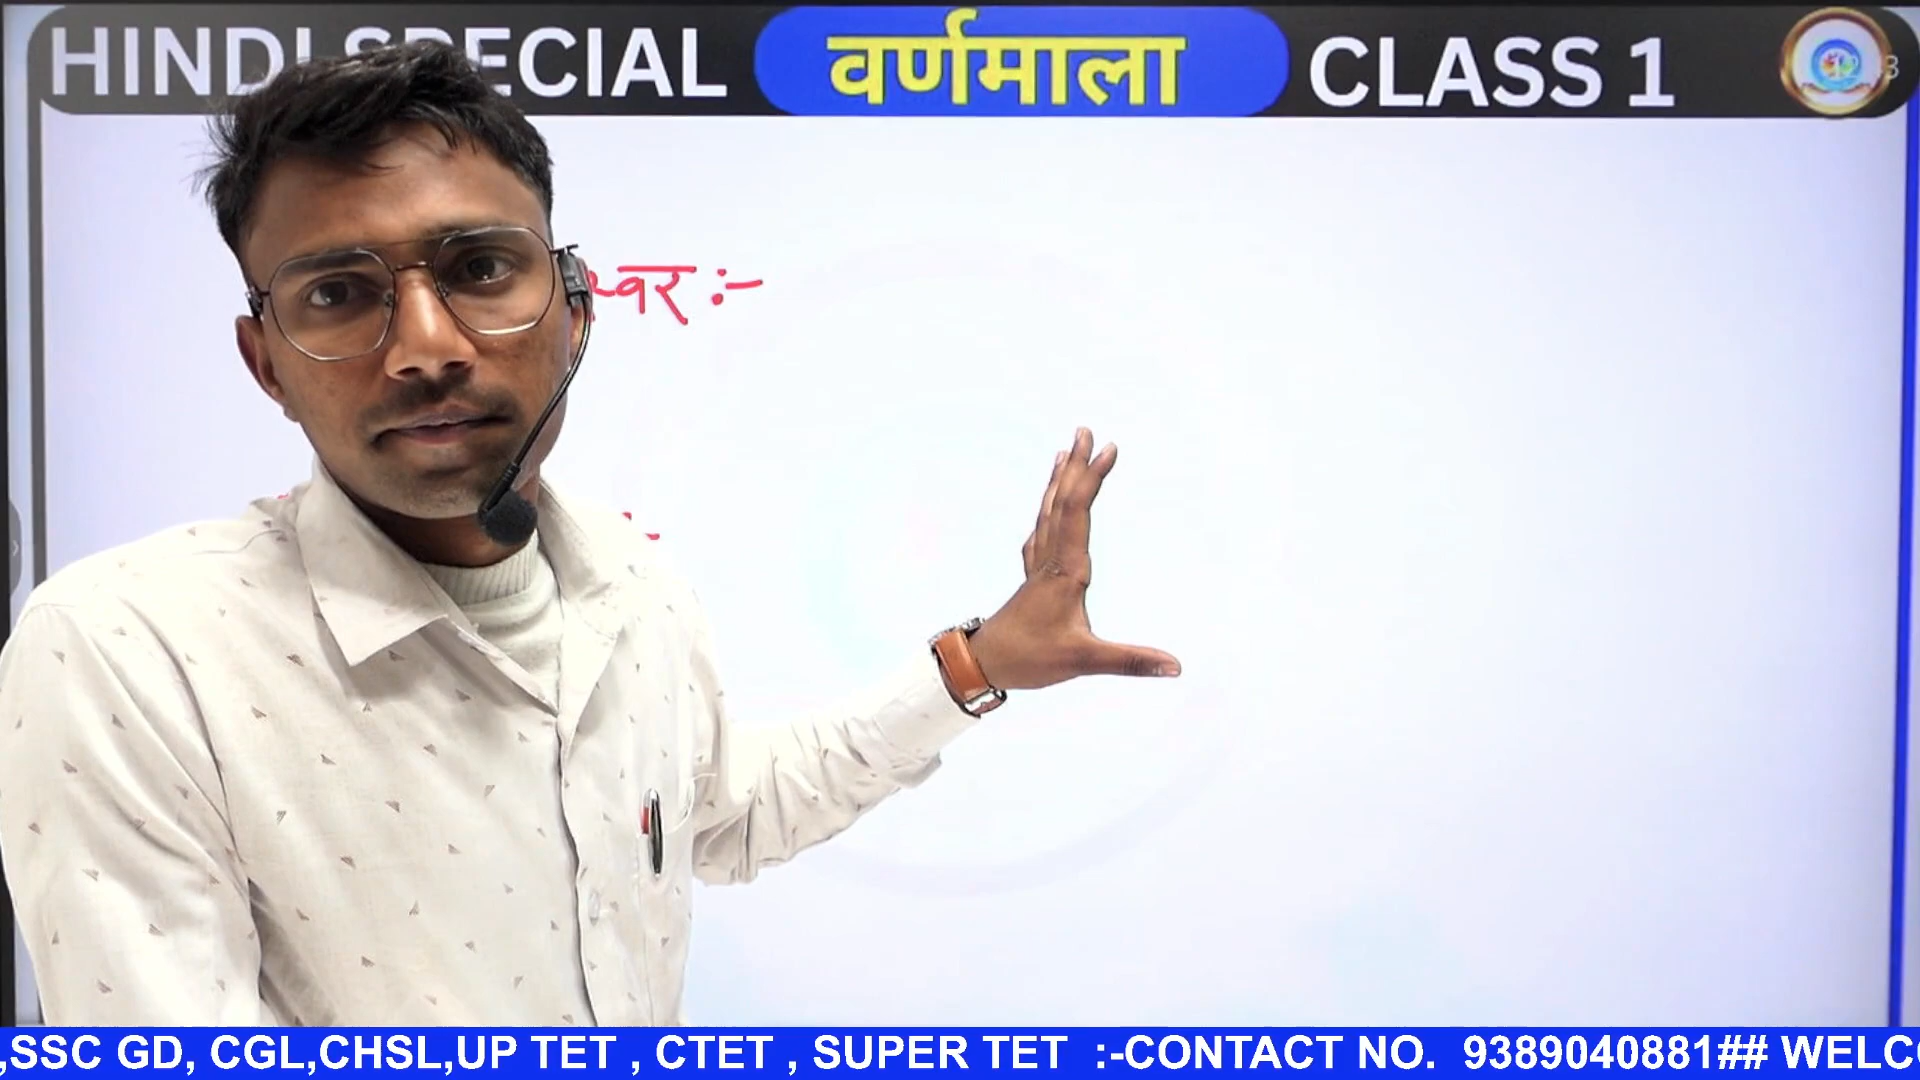 HINDI SPECIAL वर्णमाला CLASS 1
स्वर :-
,SSC GD, CGL,CHSL,UP TET , CTET , SUPER TET :-CONTACT NO. 9389040881## WELC